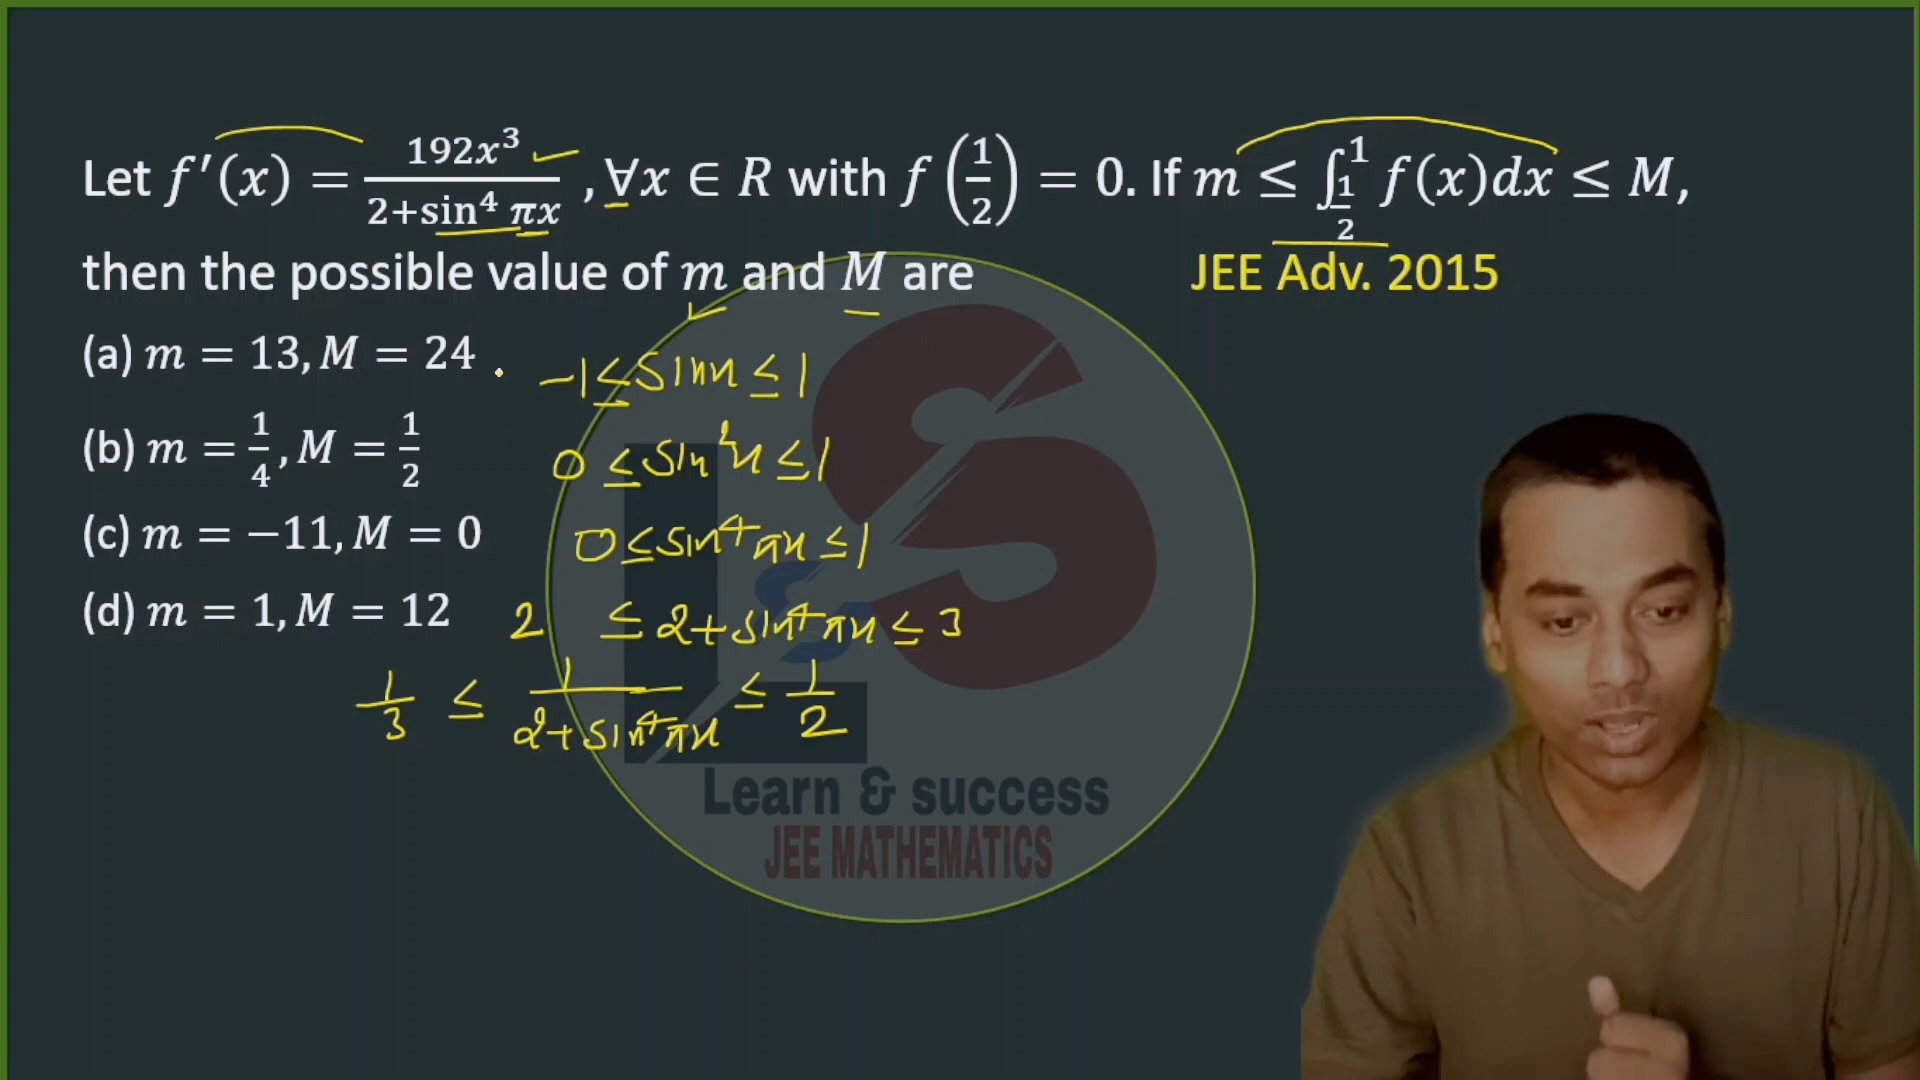 Let f′(x) = 192x³/(2+sin⁴ πx), ∀x ∈ R with f(1/2) = 0. If m ≤ ∫_{1/2}^{1} f(x)dx ≤ M,
then the possible value of m and M are JEE Adv. 2015
(a) m = 13, M = 24
(b) m = 1/4, M = 1/2
(c) m = −11, M = 0
(d) m = 1, M = 12
−1 ≤ sinx ≤ 1
0 ≤ sin²x ≤ 1
0 ≤ sin⁴πx ≤ 1
2 ≤ 2+sin⁴πx ≤ 3
1/3 ≤ 1/(2+sin⁴πx) ≤ 1/2
Learn & success
JEE MATHEMATICS